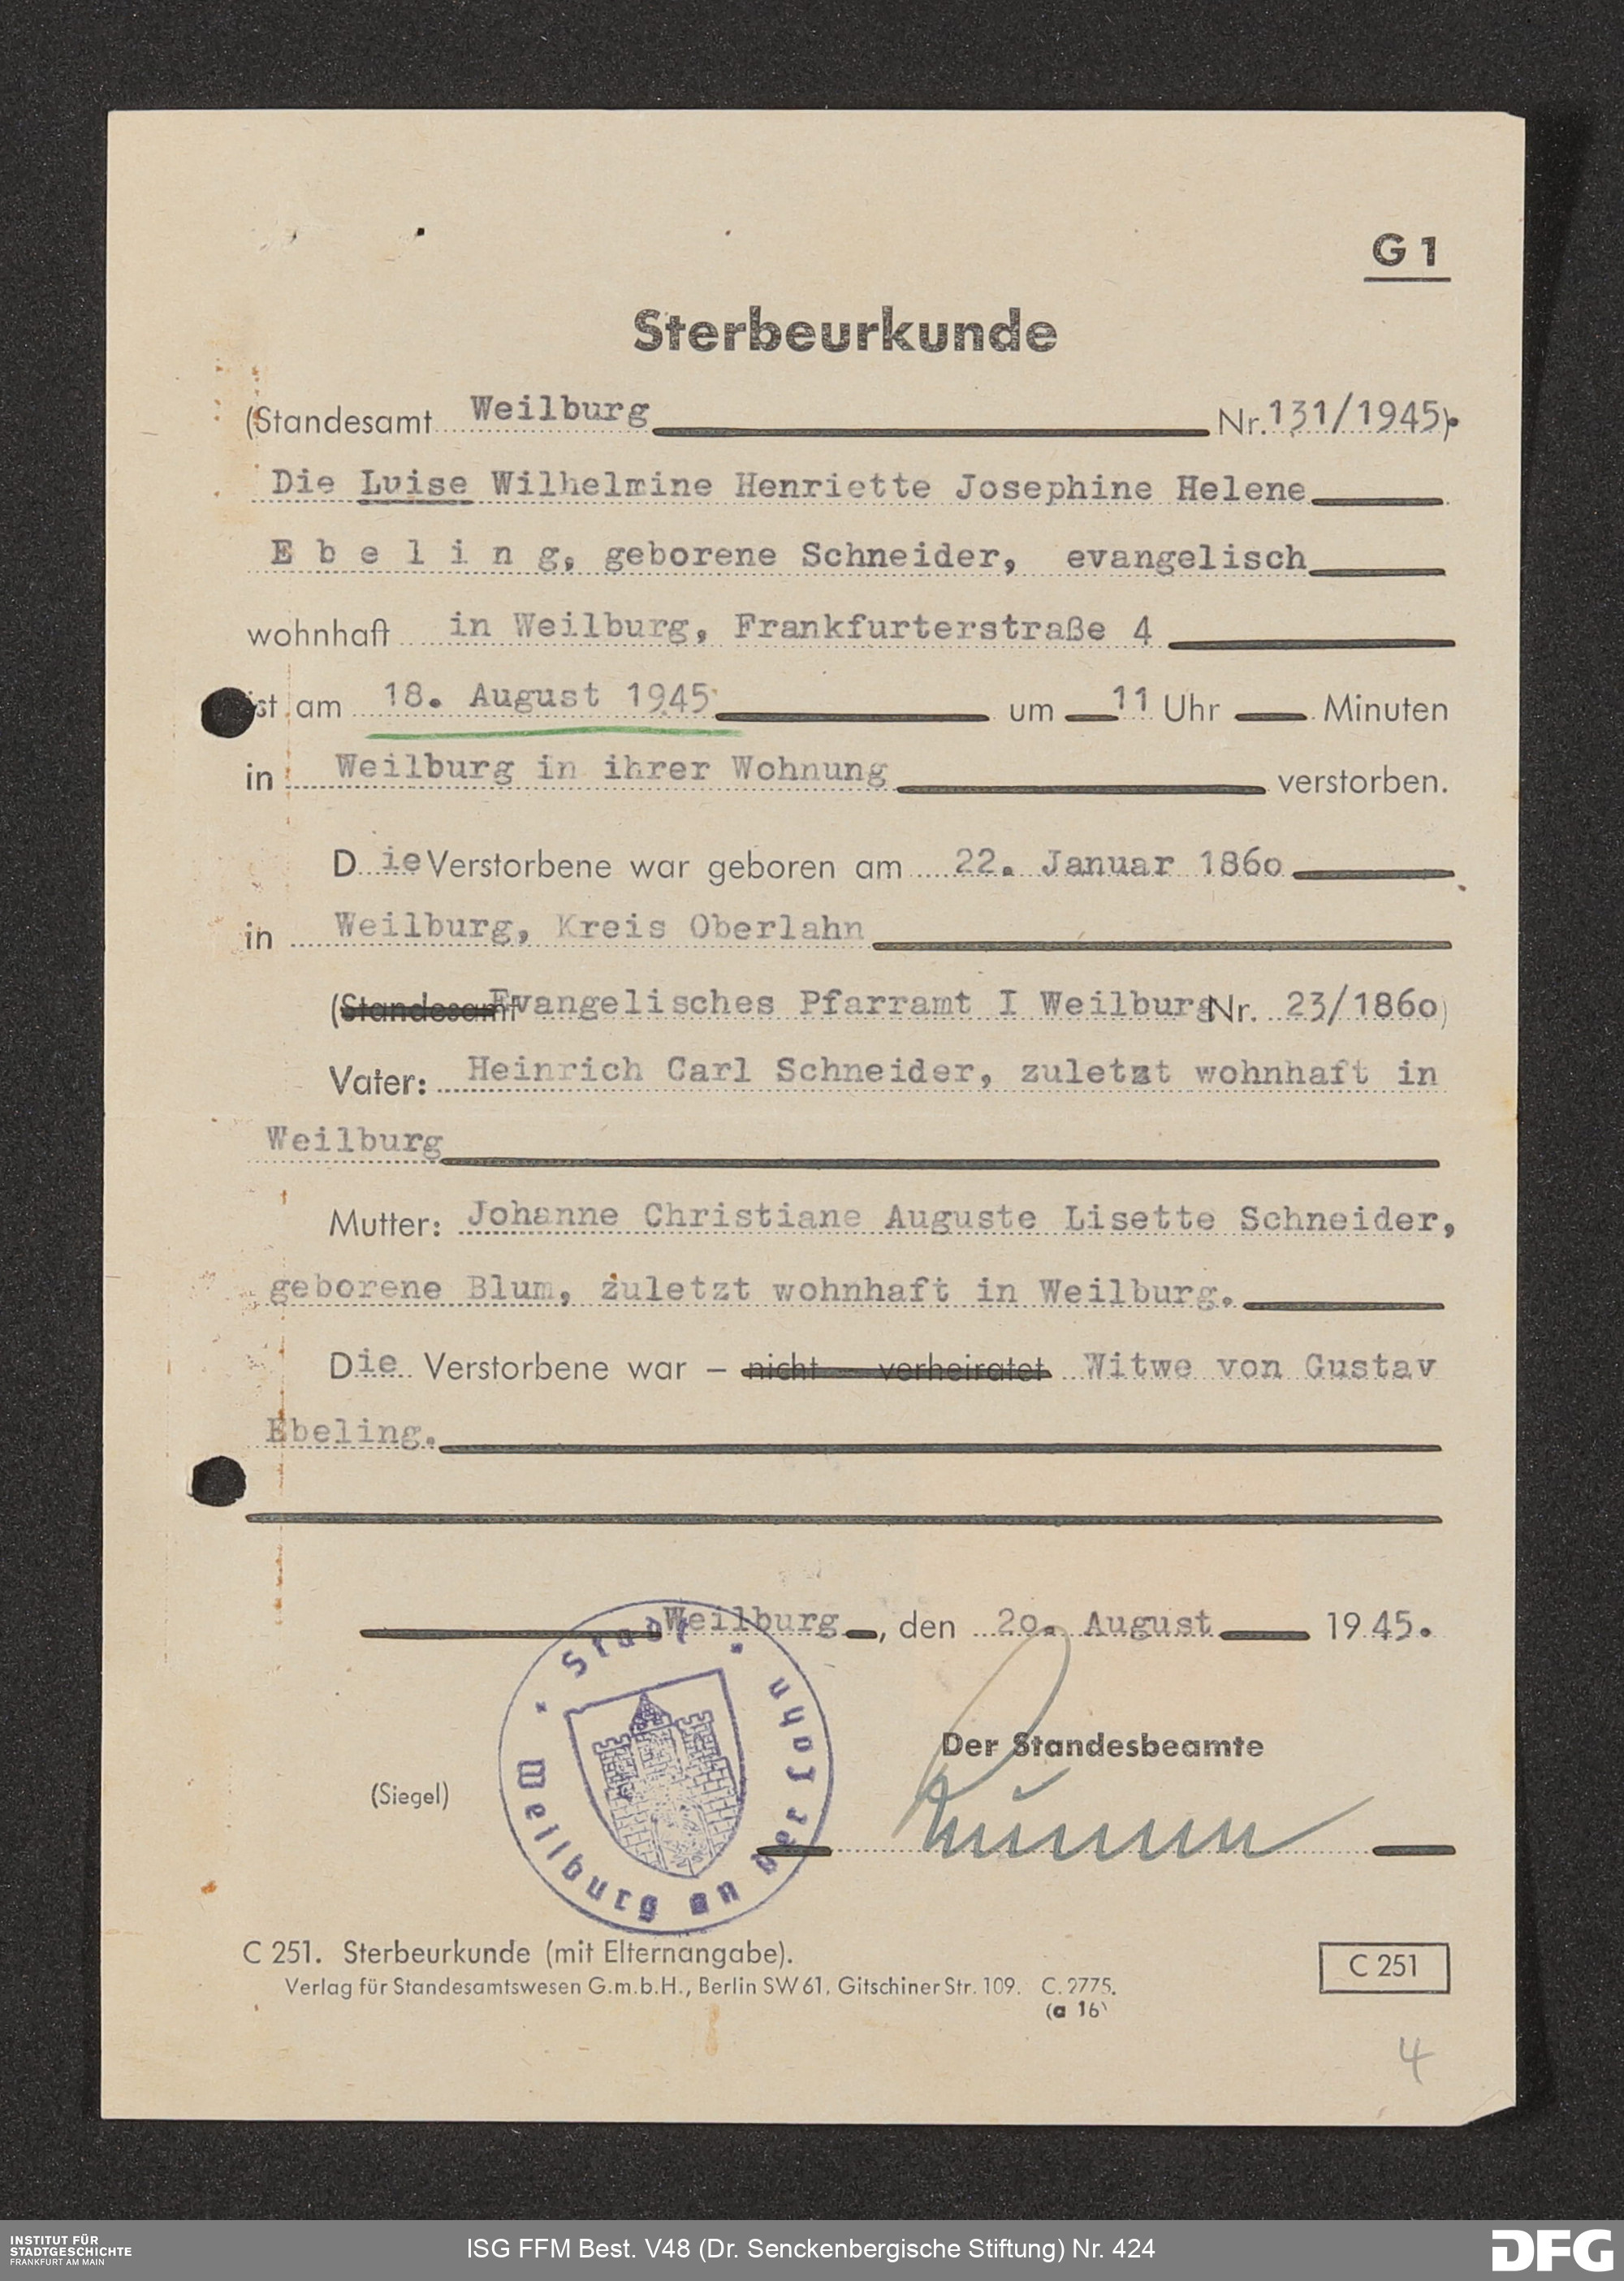 G 1
Sterbeurkunde
(Standesamt Weilburg Nr. 131/1945).
Die Luise Wilhelmine Henriette Josephine Helene
E b e l i n g, geborene Schneider, evangelisch
wohnhaft in Weilburg, Frankfurterstraße 4
ist am 18. August 1945 um 11 Uhr Minuten
in Weilburg in ihrer Wohnung verstorben.
Die Verstorbene war geboren am 22. Januar 186o
in Weilburg, Kreis Oberlahn
(Standesamt Evangelisches Pfarramt I Weilburg Nr. 23/186o)
Vater: Heinrich Carl Schneider, zuletzt wohnhaft in
Weilburg
Mutter: Johanne Christiane Auguste Lisette Schneider,
geborene Blum, zuletzt wohnhaft in Weilburg.
Die Verstorbene war – nicht – verheiratet Witwe von Gustav
Ebeling.
Weilburg, den 2o. August 1945.
Stadt Weilburg an der Lahn
Der Standesbeamte
(Siegel)
C 251. Sterbeurkunde (mit Elternangabe).
C 251
Verlag für Standesamtswesen G.m.b.H., Berlin SW 61, Gitschiner Str. 109. C. 2775.
(a 16)
4
INSTITUT FÜR
STADTGESCHICHTE
FRANKFURT AM MAIN
ISG FFM Best. V48 (Dr. Senckenbergische Stiftung) Nr. 424
DFG